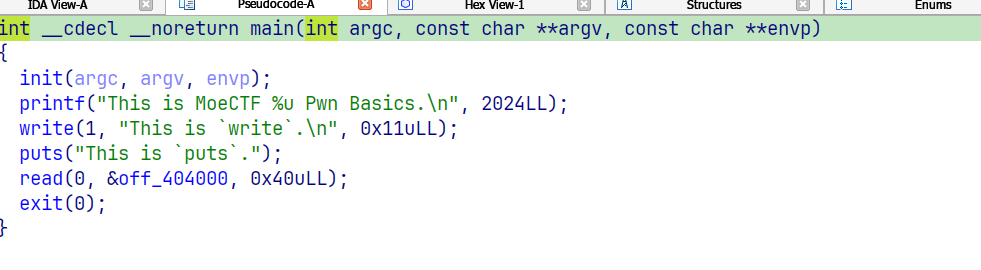 IDA View-A Pseudocode-A Hex View-1 Structures Enums
int __cdecl __noreturn main(int argc, const char **argv, const char **envp)
{
  init(argc, argv, envp);
  printf("This is MoeCTF %u Pwn Basics.\n", 2024LL);
  write(1, "This is `write`.\n", 0x11uLL);
  puts("This is `puts`.");
  read(0, &off_404000, 0x40uLL);
  exit(0);
}